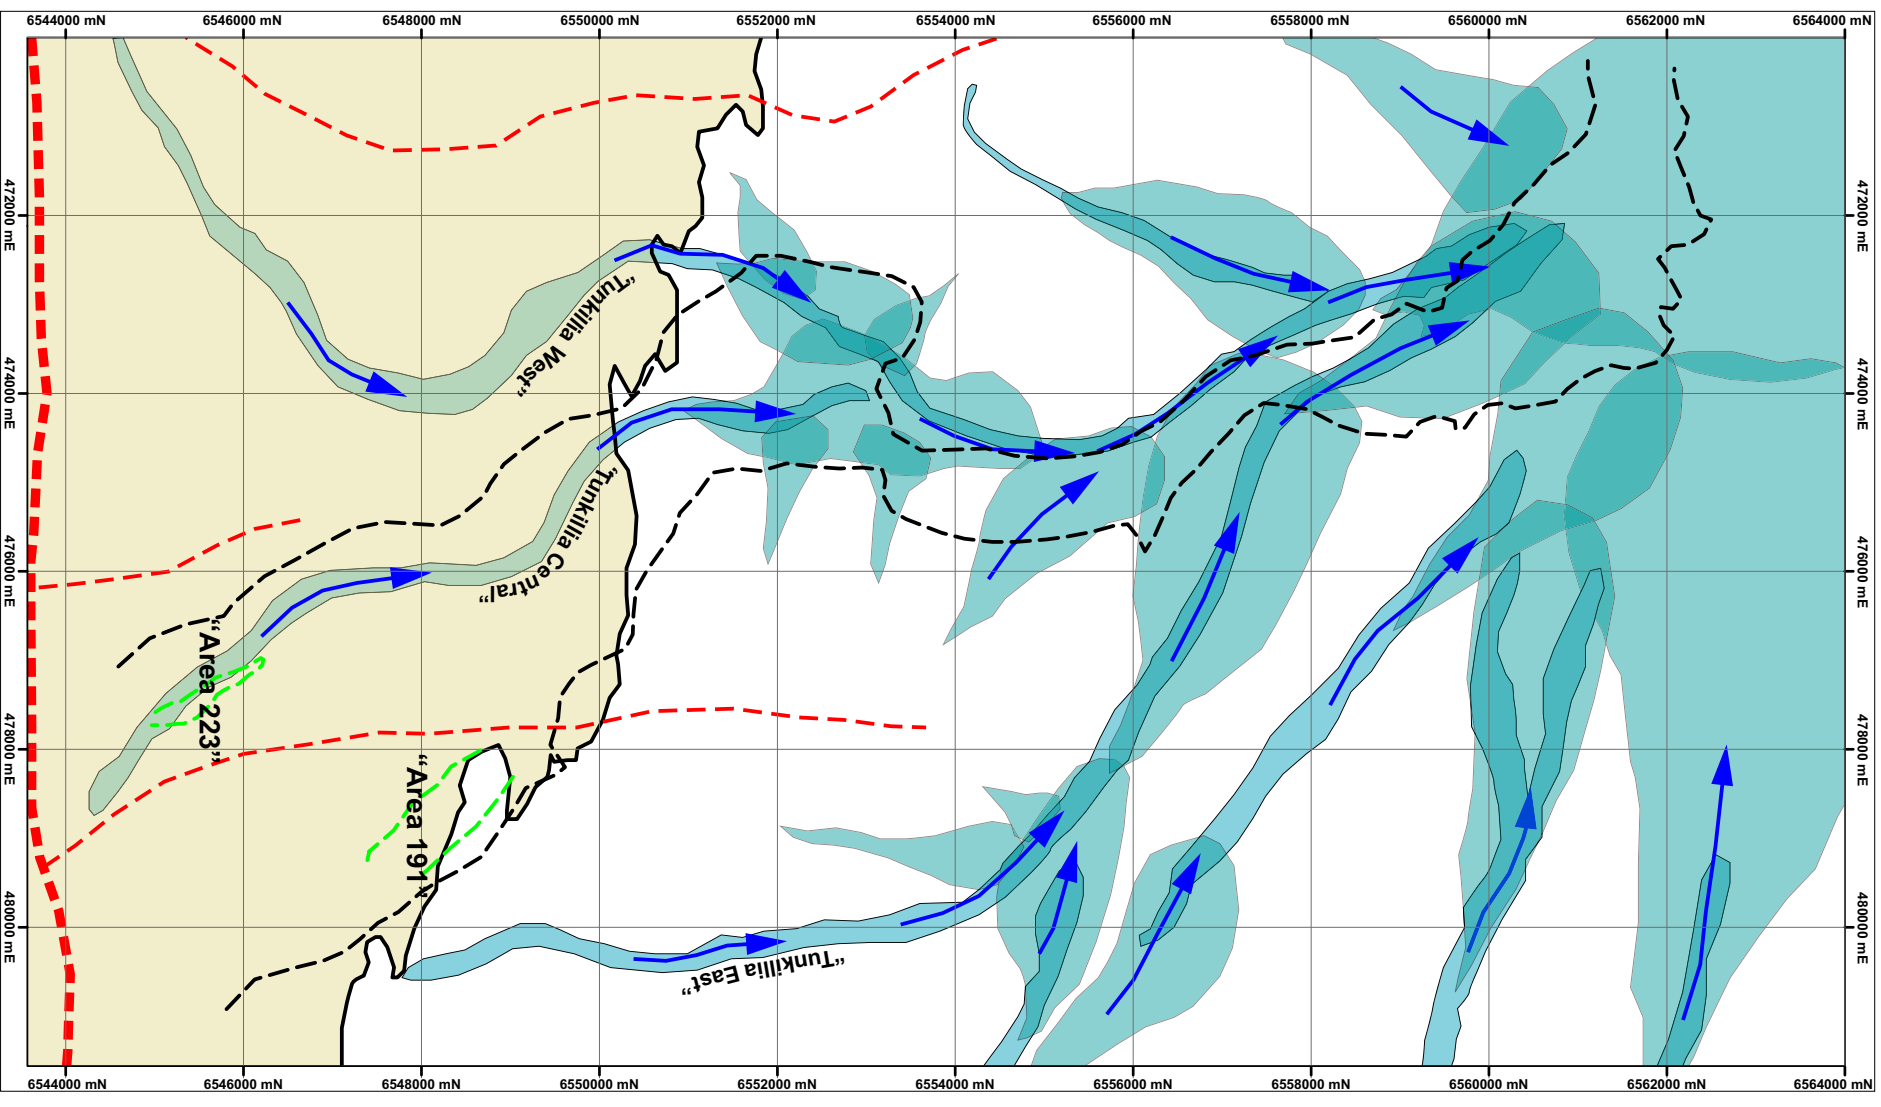 6544000 mN 6546000 mN 6548000 mN 6550000 mN 6552000 mN 6554000 mN 6556000 mN 6558000 mN 6560000 mN 6562000 mN 6564000 mN
472000 mE 472000 mE
“Tunkillia West”
474000 mE 474000 mE
“Tunkillia Central”
476000 mE 476000 mE
“Area 223”
478000 mE 478000 mE
“Area 191”
480000 mE 480000 mE
“Tunkillia East”
6544000 mN 6546000 mN 6548000 mN 6550000 mN 6552000 mN 6554000 mN 6556000 mN 6558000 mN 6560000 mN 6562000 mN 6564000 mN